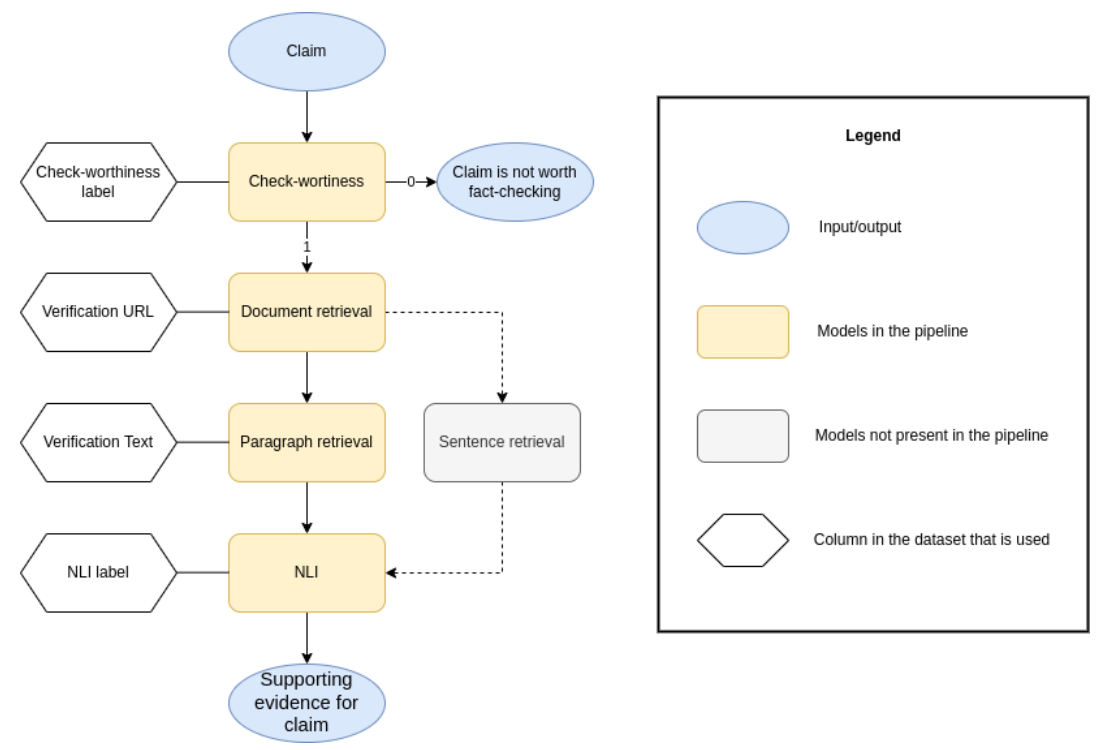 Claim
Check-worthiness
label
Check-wortiness
0
Claim is not worth
fact-checking
1
Verification URL
Document retrieval
Verification Text
Paragraph retrieval
Sentence retrieval
NLI label
NLI
Supporting
evidence for
claim
Legend
Input/output
Models in the pipeline
Models not present in the pipeline
Column in the dataset that is used